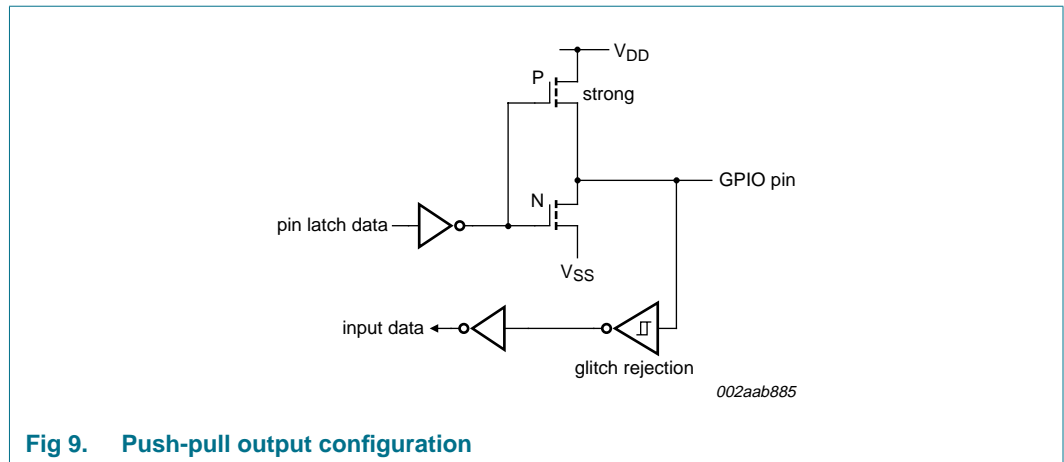 VDD
P
strong
GPIO pin
N
pin latch data
VSS
input data
glitch rejection
002aab885
Fig 9. Push-pull output configuration